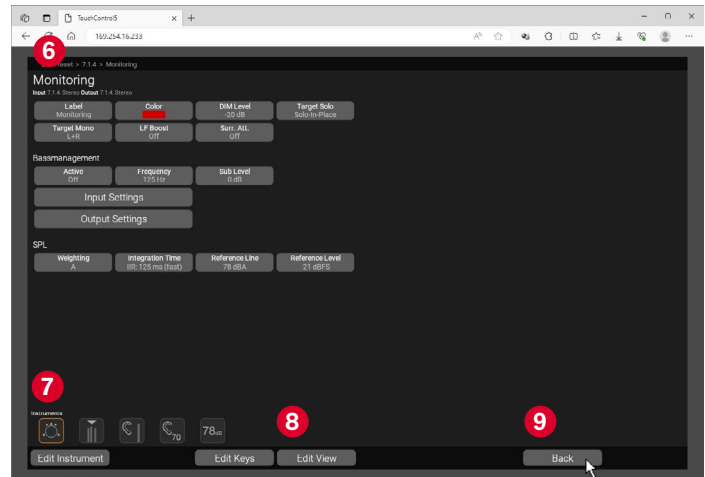 TouchControl5
169.254.16.233
6
Preset > 7.1.4 > Monitoring
Monitoring
Input 7.1.4, Stereo Output 7.1.4, Stereo
Label Color DIM Level Target Solo
Monitoring -20 dB Solo-in-Place
Target Mono LF Boost Surr. Att.
L+R Off Off
Bassmanagement
Active Frequency Sub Level
Off 125 Hz 0 dB
Input Settings
Output Settings
SPL
Weighting Integration Time Reference Line Reference Level
A IIR: 125 ms (fast) 78 dBA 21 dBFS
7
Instruments
8
9
70
78dB
Edit Instrument Edit Keys Edit View Back